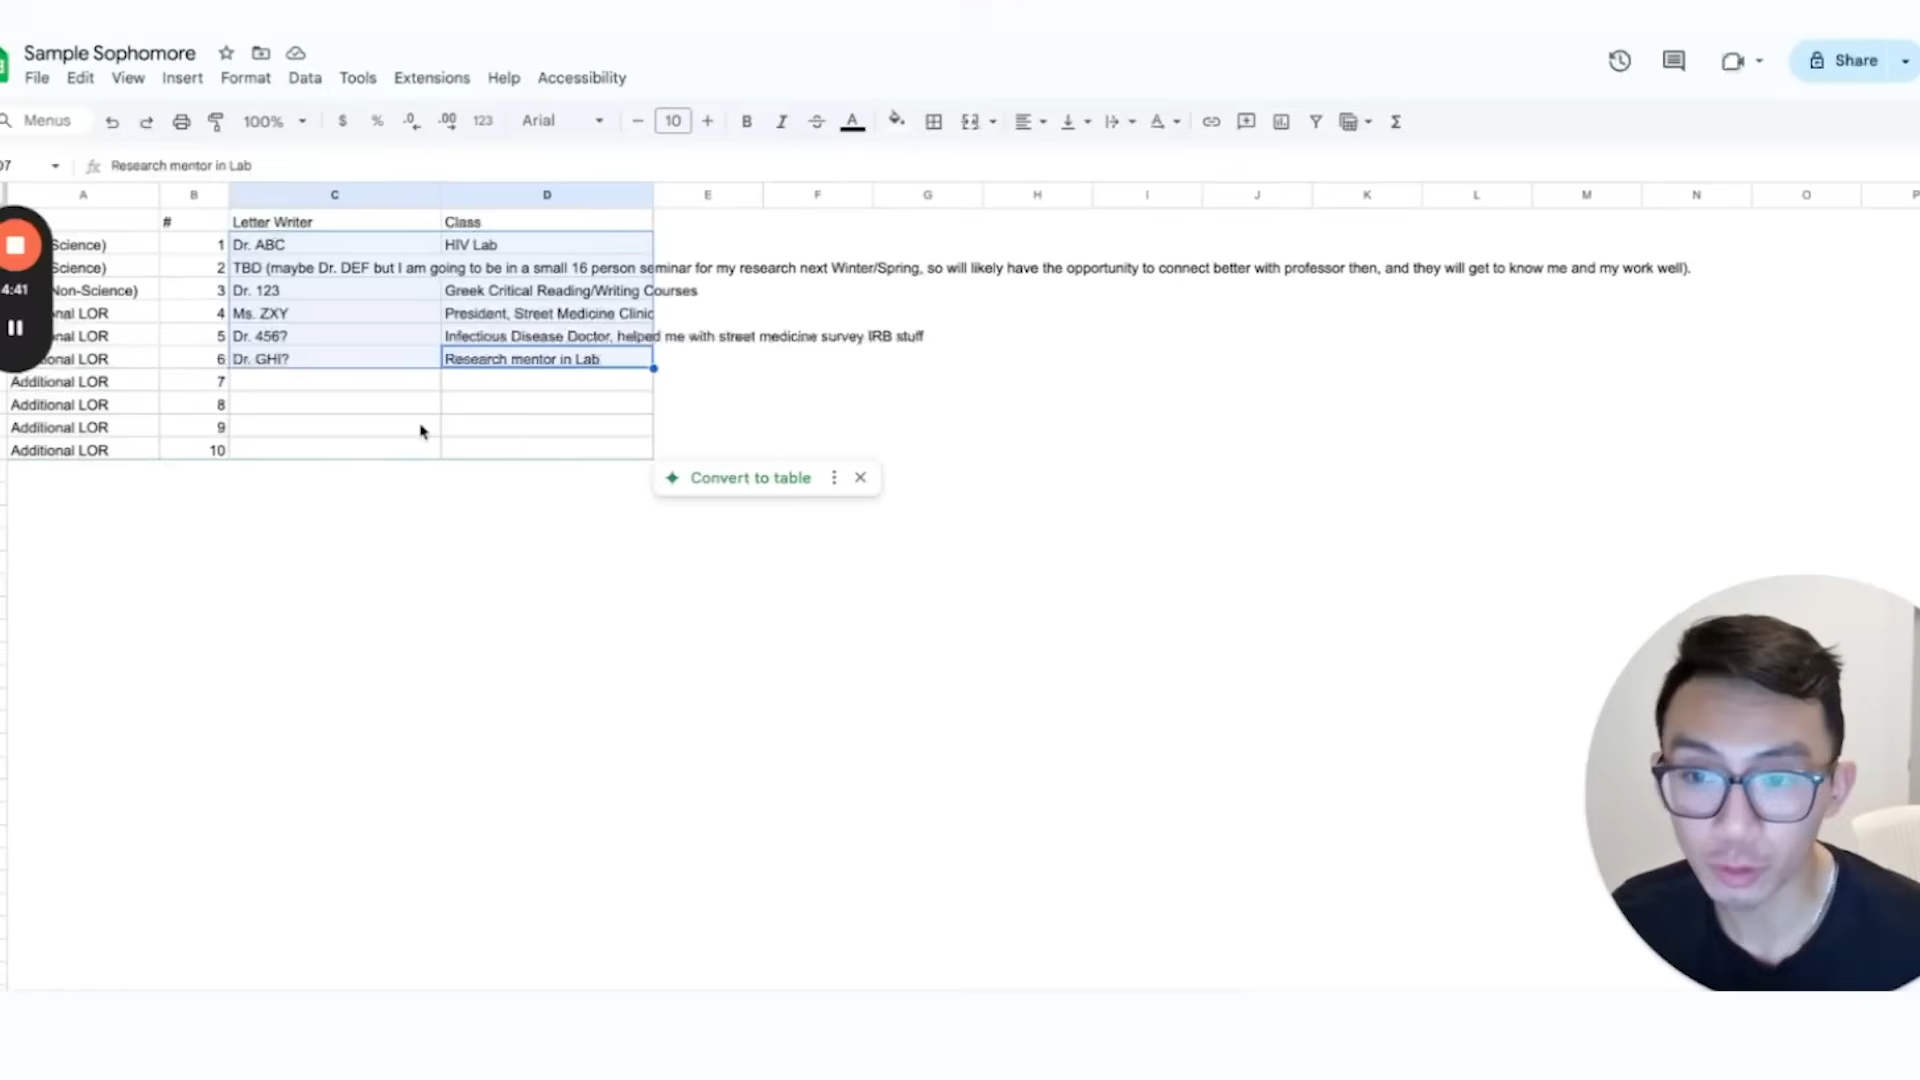 Sample Sophomore
File Edit View Insert Format Data Tools Extensions Help Accessibility
Share
Menus 100% $ % .0 .00 123 Arial 10 B I A Σ
07 fx Research mentor in Lab
A B C D E F G H I J K L M N O P
# Letter Writer Class
Science) 1 Dr. ABC HIV Lab
Science) 2 TBD (maybe Dr. DEF but I am going to be in a small 16 person seminar for my research next Winter/Spring, so will likely have the opportunity to connect better with professor then, and they will get to know me and my work well).
4:41 Non-Science) 3 Dr. 123 Greek Critical Reading/Writing Courses
nal LOR 4 Ms. ZXY President, Street Medicine Clinic
nal LOR 5 Dr. 456? Infectious Disease Doctor, helped me with street medicine survey IRB stuff
onal LOR 6 Dr. GHI? Research mentor in Lab
Additional LOR 7
Additional LOR 8
Additional LOR 9
Additional LOR 10
Convert to table